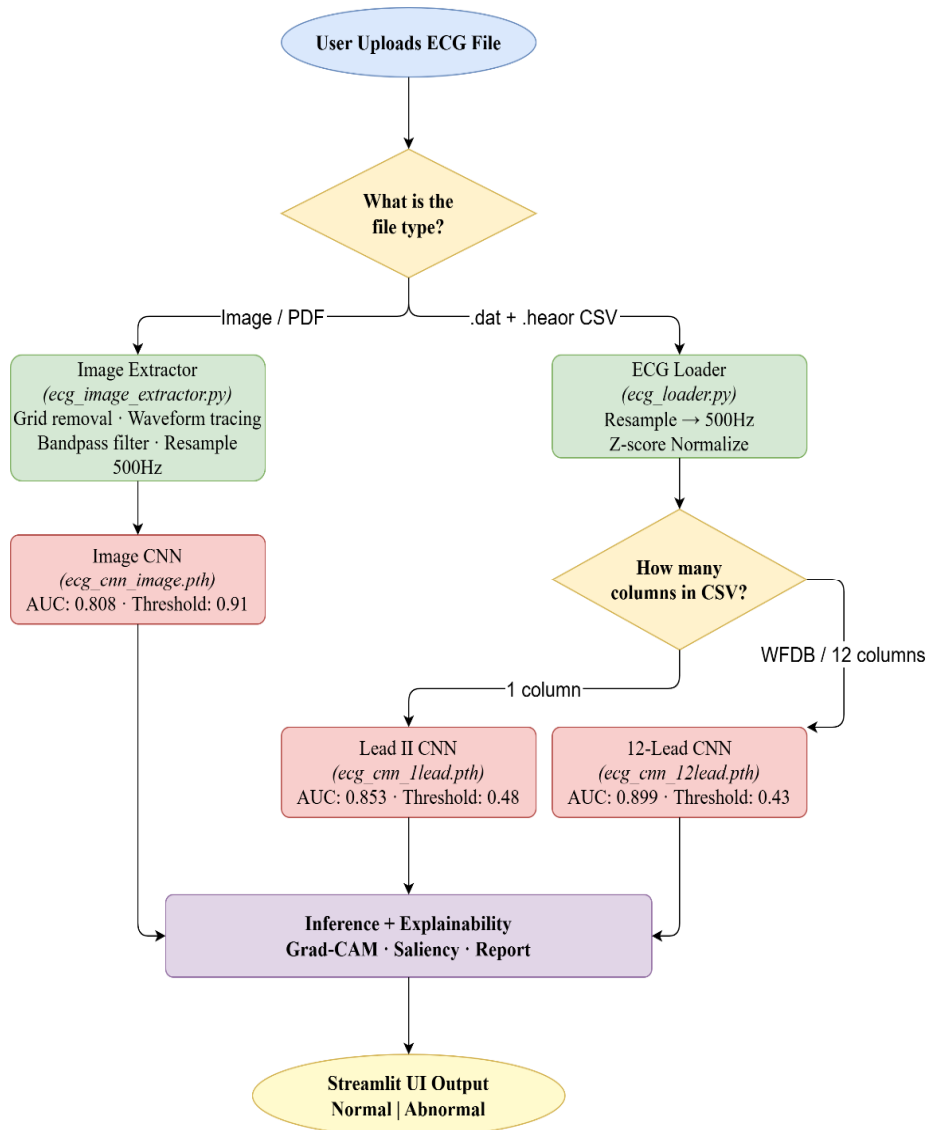 User Uploads ECG File
What is the
file type?
Image / PDF
.dat + .heaor CSV
Image Extractor
(ecg_image_extractor.py)
Grid removal · Waveform tracing
Bandpass filter · Resample
500Hz
ECG Loader
(ecg_loader.py)
Resample → 500Hz
Z-score Normalize
Image CNN
(ecg_cnn_image.pth)
AUC: 0.808 · Threshold: 0.91
How many
columns in CSV?
WFDB / 12 columns
1 column
Lead II CNN
(ecg_cnn_1lead.pth)
AUC: 0.853 · Threshold: 0.48
12-Lead CNN
(ecg_cnn_12lead.pth)
AUC: 0.899 · Threshold: 0.43
Inference + Explainability
Grad-CAM · Saliency · Report
Streamlit UI Output
Normal | Abnormal